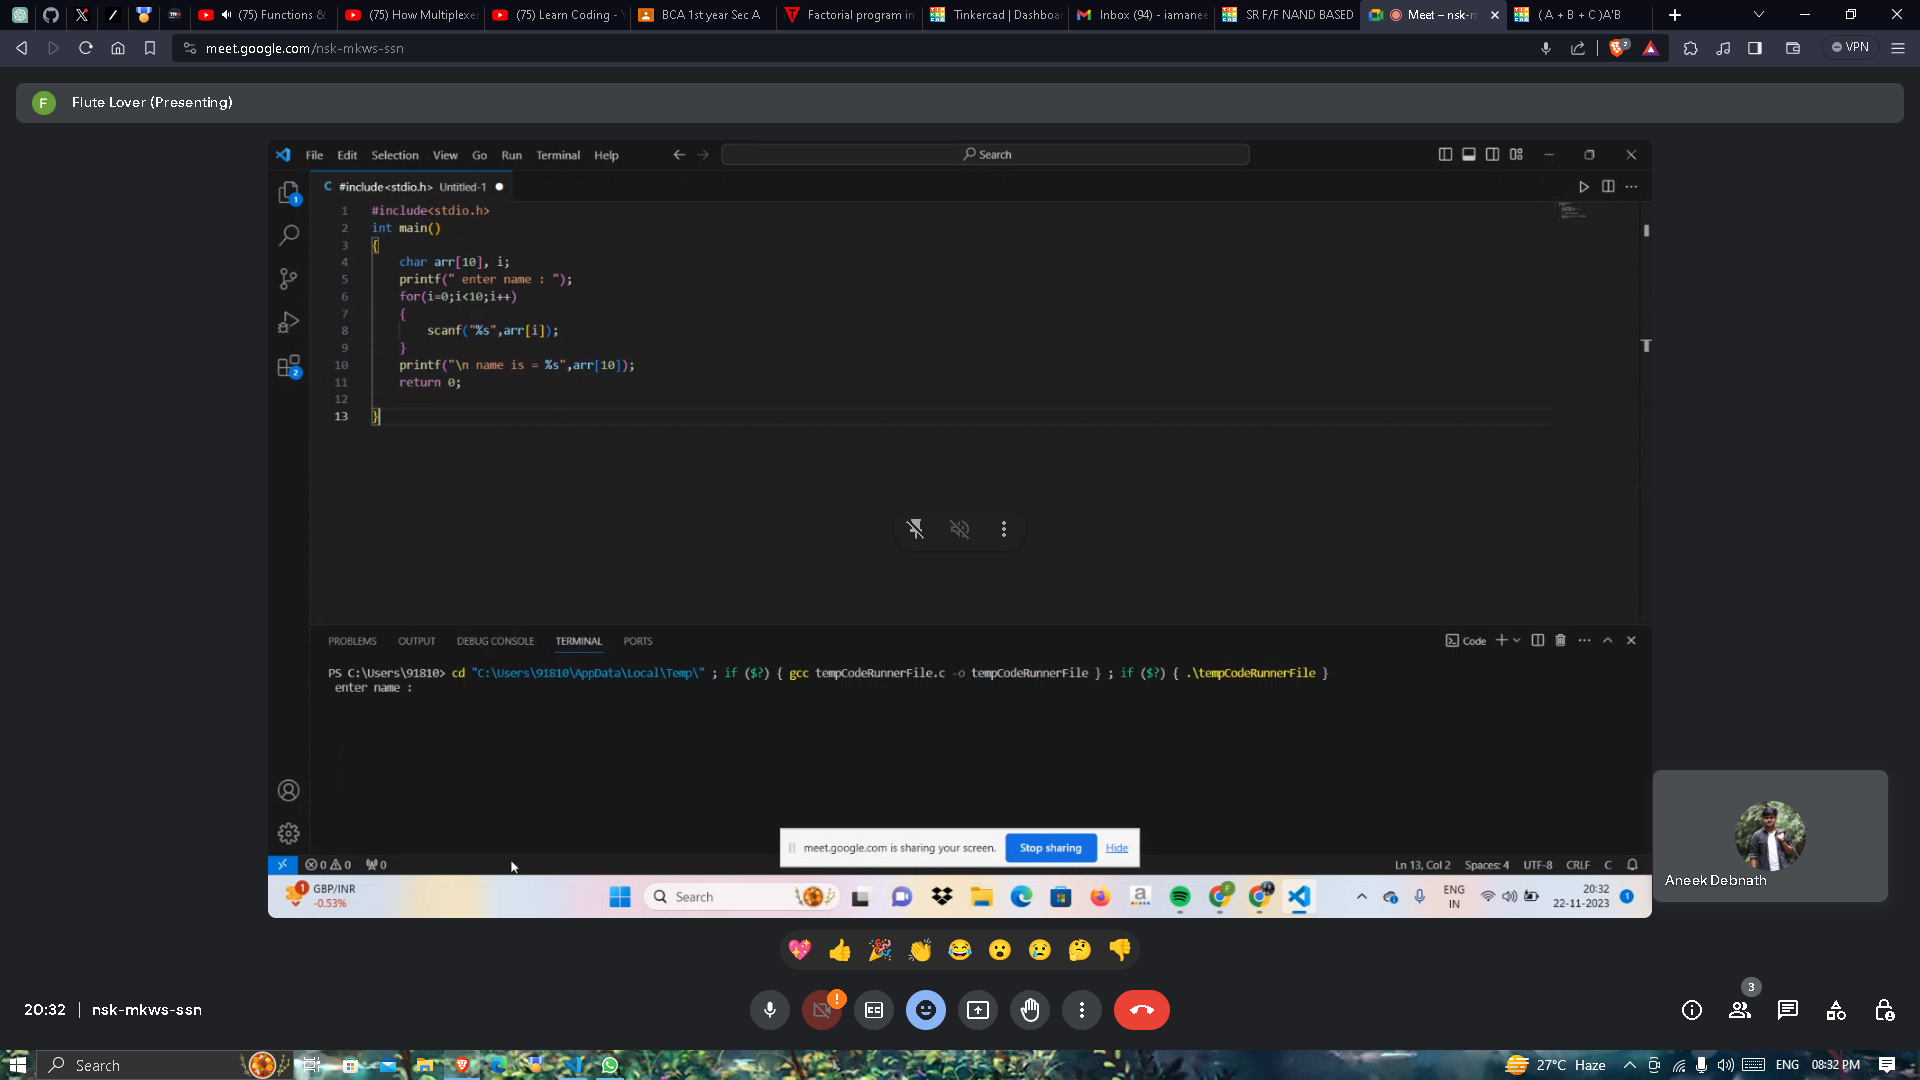 (75) Functions &
(75) How Multiplexer
(75) Learn Coding - Y
BCA 1st year Sec A
Factorial program in
Tinkercad | Dashboa
Inbox (94) - iamanee
SR F/F NAND BASED
Meet – nsk-m
( A + B + C )A'B
meet.google.com/nsk-mkws-ssn
VPN
F
Flute Lover (Presenting)
File Edit Selection View Go Run Terminal Help
Search
C #include<stdio.h> Untitled-1
1 #include<stdio.h>
2 int main()
3 {
4 char arr[10], i;
5 printf(" enter name : ");
6 for(i=0;i<10;i++)
7 {
8 scanf("%s",arr[i]);
9 }
10 printf("\n name is = %s",arr[10]);
11 return 0;
12
13 }
PROBLEMS OUTPUT DEBUG CONSOLE TERMINAL PORTS
Code
PS C:\Users\91810> cd "C:\Users\91810\AppData\Local\Temp\" ; if ($?) { gcc tempCodeRunnerFile.c -o tempCodeRunnerFile } ; if ($?) { .\tempCodeRunnerFile }
enter name :
meet.google.com is sharing your screen. Stop sharing Hide
0 0 0
Ln 13, Col 2 Spaces: 4 UTF-8 CRLF C
GBP/INR
-0.53%
Search
ENG
IN
20:32
22-11-2023
Aneek Debnath
20:32 | nsk-mkws-ssn
3
Search
27°C Haze
ENG
08:32 PM